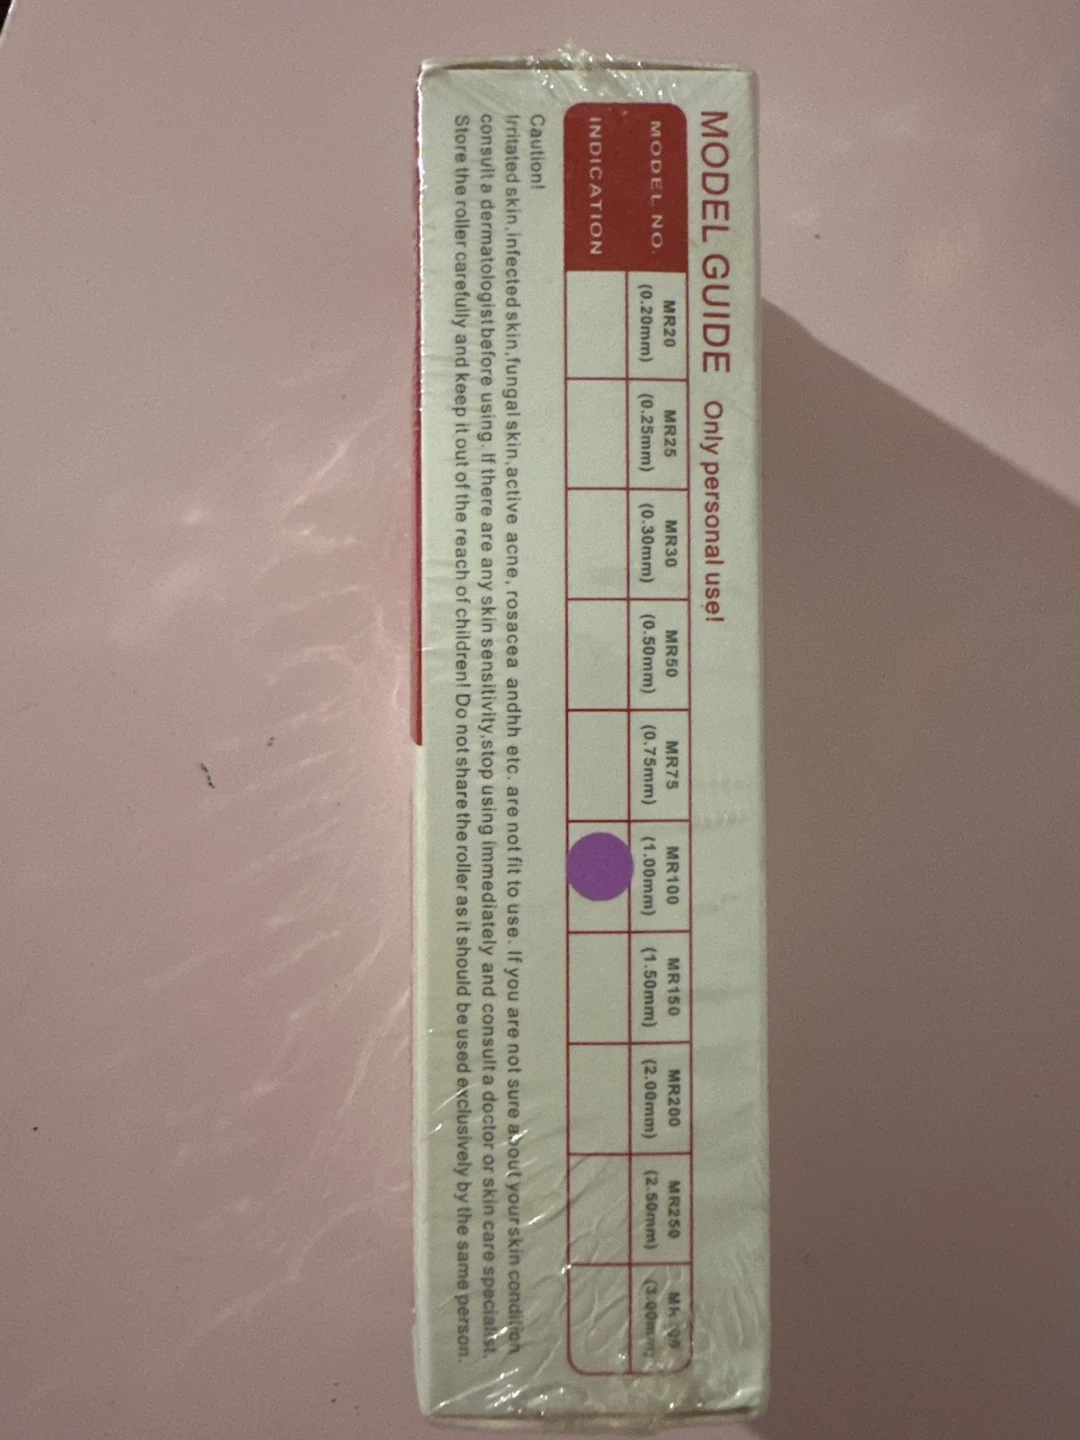 MODEL GUIDE Only personal use!
MODEL NO. MR20 (0.20mm) MR25 (0.25mm) MR30 (0.30mm) MR50 (0.50mm) MR75 (0.75mm) MR100 (1.00mm) MR150 (1.50mm) MR200 (2.00mm) MR250 (2.50mm) (3.00mm)
INDICATION
Caution!
Irritated skin,infected skin,fungal skin,active acne, rosacea andhh etc. are not fit to use. If you are not sure about your skin condition
consult a dermatologist before using. If there are any skin sensitivity,stop using immediately and consult a doctor or skin care specialist.
Store the roller carefully and keep it out of the reach of children! Do not share the roller as it should be used exclusively by the same person.